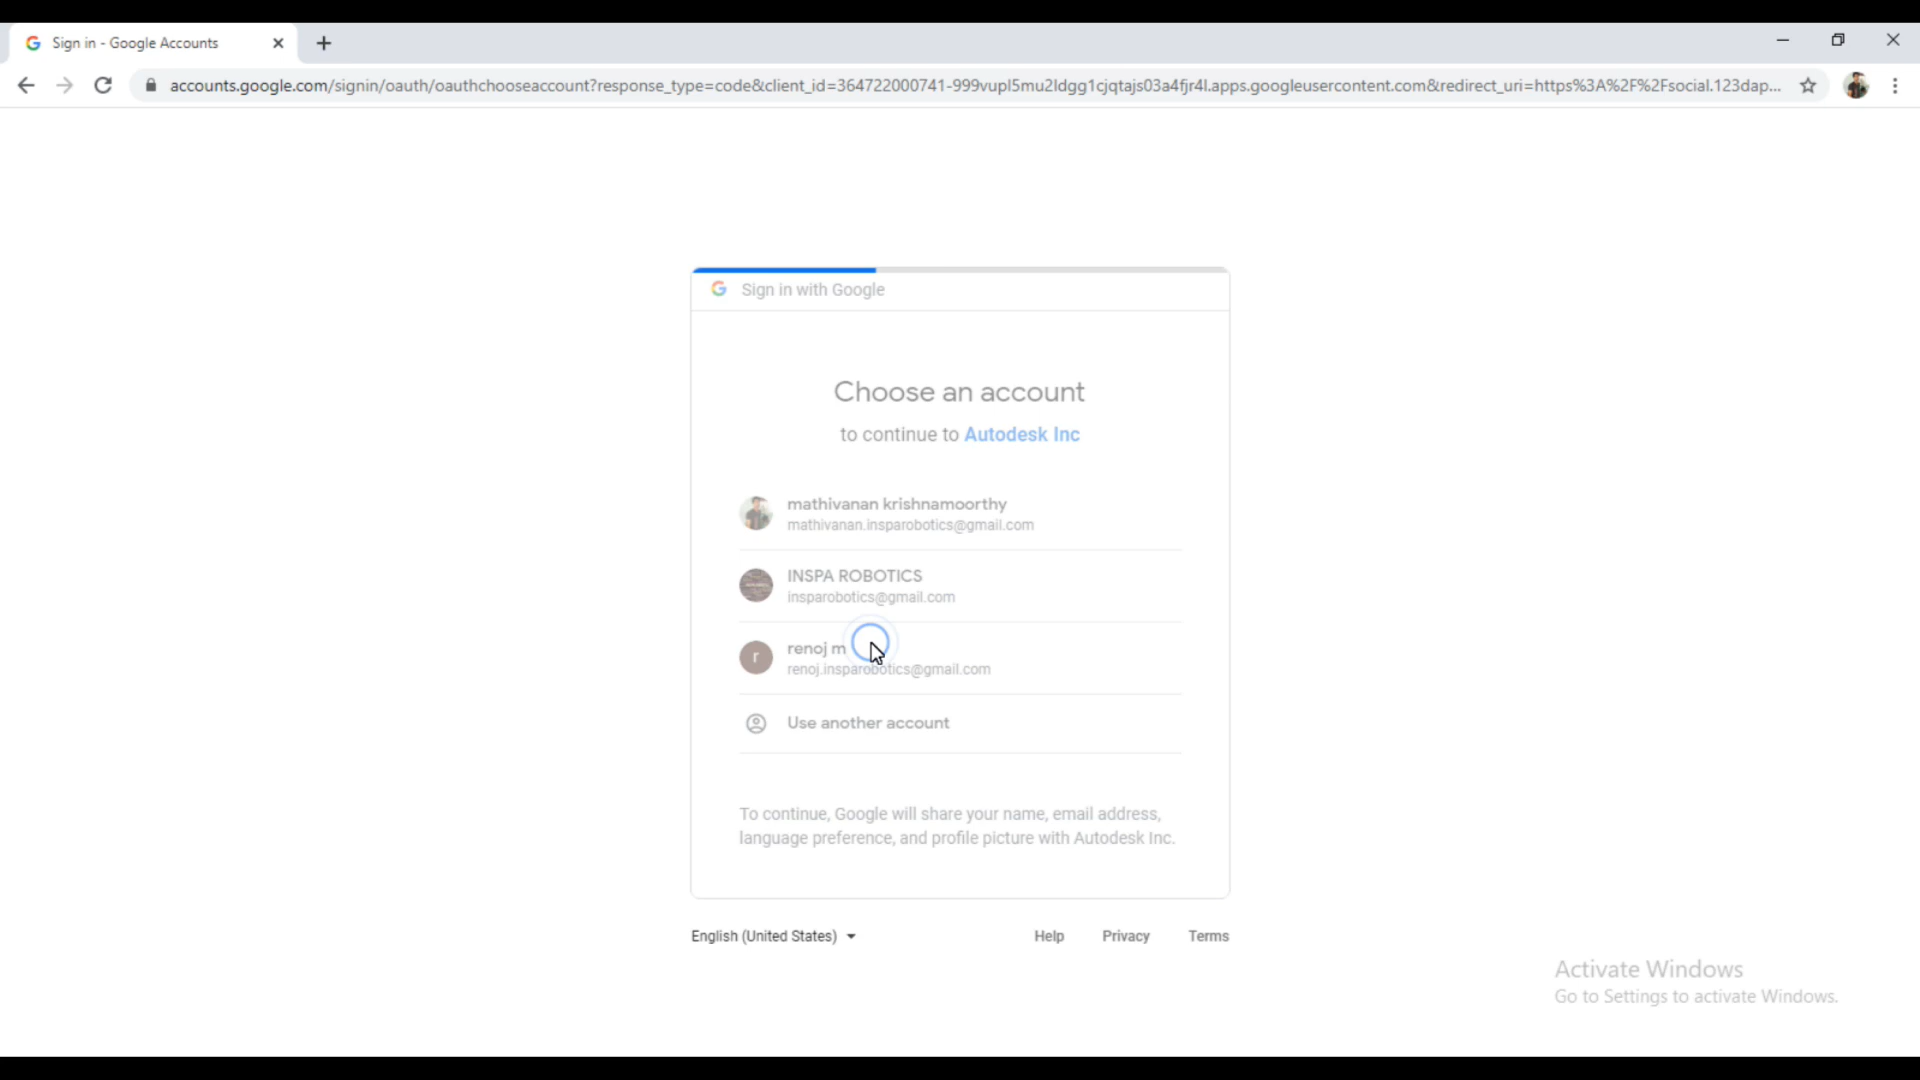 Sign in - Google Accounts
accounts.google.com/signin/oauth/oauthchooseaccount?response_type=code&client_id=364722000741-999vupl5mu2ldgg1cjqtajs03a4fjr4l.apps.googleusercontent.com&redirect_uri=https%3A%2F%2Fsocial.123dap...
Sign in with Google
Choose an account
to continue to Autodesk Inc
mathivanan krishnamoorthy
mathivanan.insparobotics@gmail.com
INSPA ROBOTICS
insparobotics@gmail.com
r
renoj m
renoj.insparobotics@gmail.com
Use another account
To continue, Google will share your name, email address,
language preference, and profile picture with Autodesk Inc.
English (United States)
Help
Privacy
Terms
Activate Windows
Go to Settings to activate Windows.